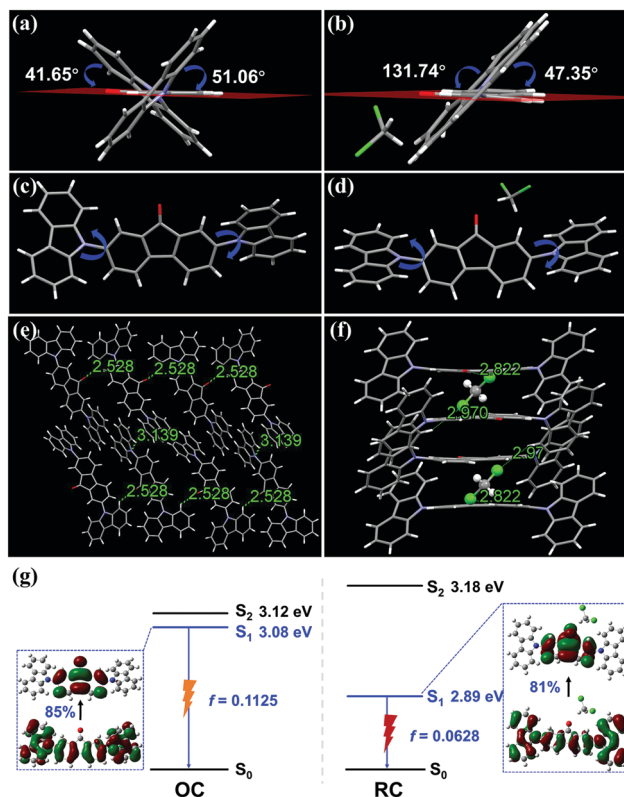 (a)
41.65°
51.06°
(b)
131.74°
47.35°
(c)
(d)
(e)
2.528 2.528 2.528
3.139 3.139
2.528 2.528 2.528
(f)
2.822
2.970
2.97
2.822
(g)
S2 3.12 eV
S1 3.08 eV
85%
f = 0.1125
S0
OC
S2 3.18 eV
S1 2.89 eV
81%
f = 0.0628
S0
RC